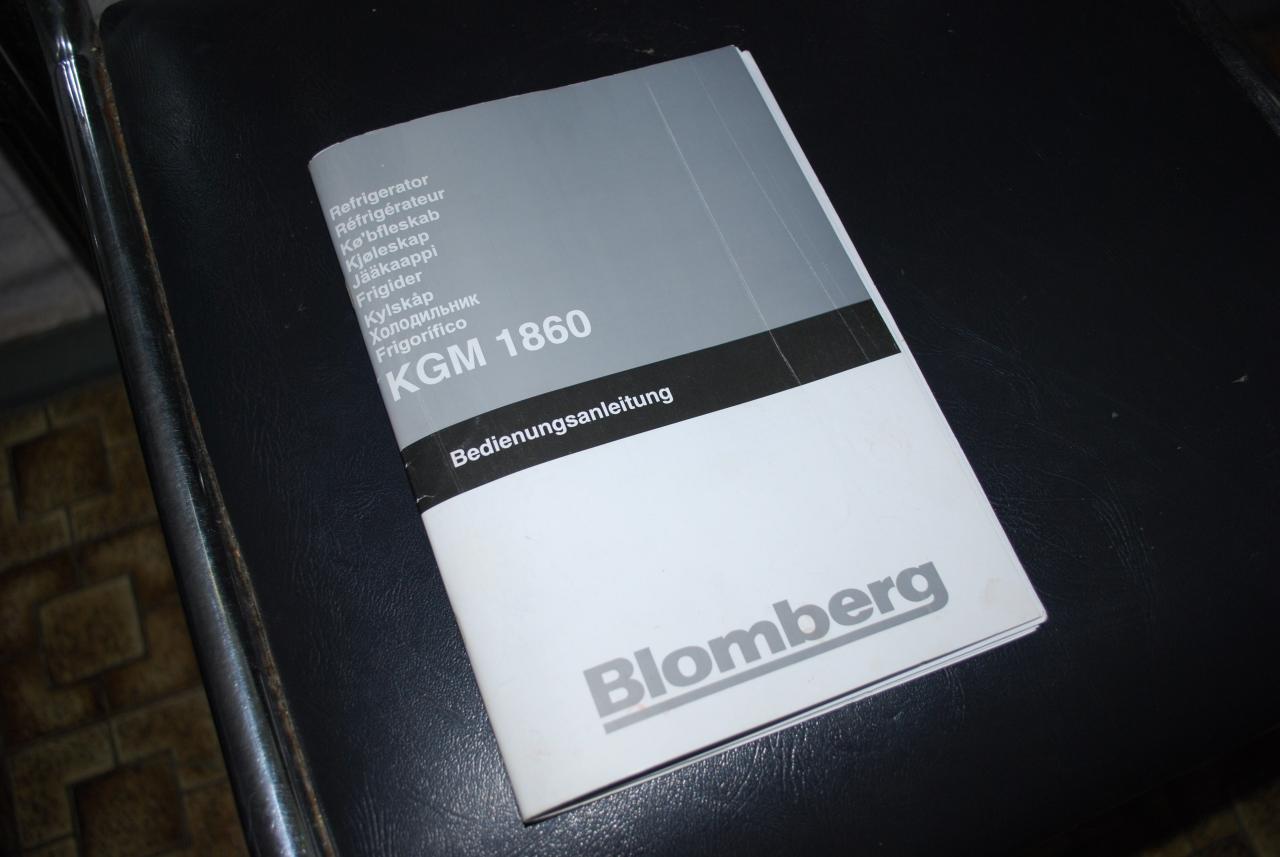 Refrigerator
Réfrigérateur
Kø'bfleskab
Kjøleskap
Jääkaappi
Frigider
Kylskåp
Холодильник
Frigorífico
KGM 1860
Bedienungsanleitung
Blomberg